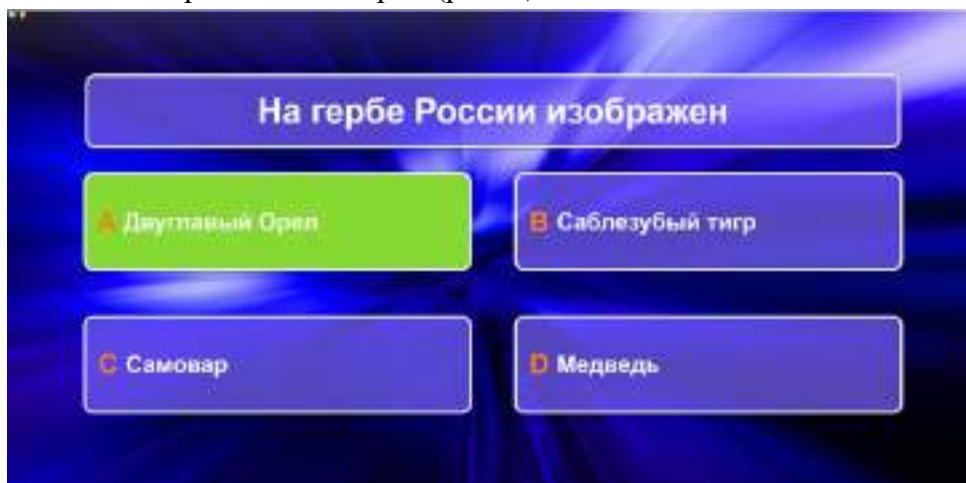 На гербе России изображен
A Двуглавый Орел
B Саблезубый тигр
C Самовар
D Медведь